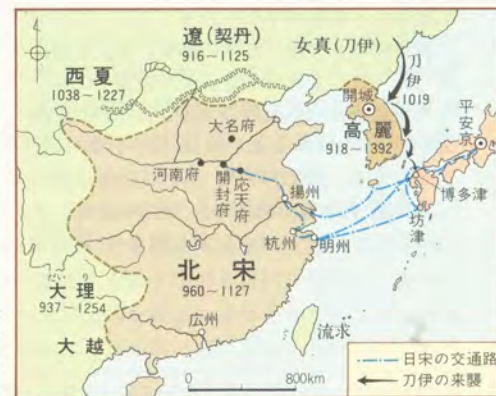 遼(契丹)
916~1125
女真(刀伊)
刀伊
1019
西夏
1038~1227
開城
高麗
918~1392
平安京
大名府
河南府
開封府
応天府
揚州
博多津
坊津
杭州
明州
北宋
960~1127
だいり
大理
937~1254
大越
広州
流求
0 800km
日宋の交通路
刀伊の来襲